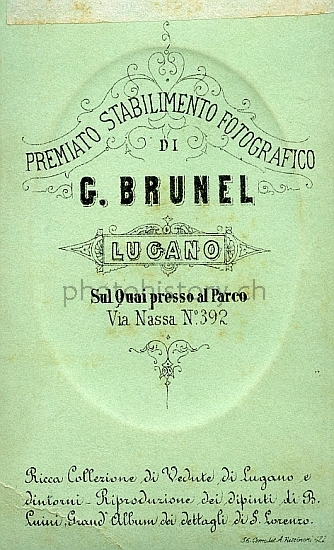 PREMIATO STABILIMENTO FOTOGRAFICO
DI
G. BRUNEL
LUGANO
photohistory.ch
Sul Quai presso al Parco
Via Nassa Nº 392
Ricca Collezione di Vedute di Lugano e
dintorni - Riproduzione dei dipinti di B.
Luini, Grand' Album dei dettagli di S. Lorenzo.